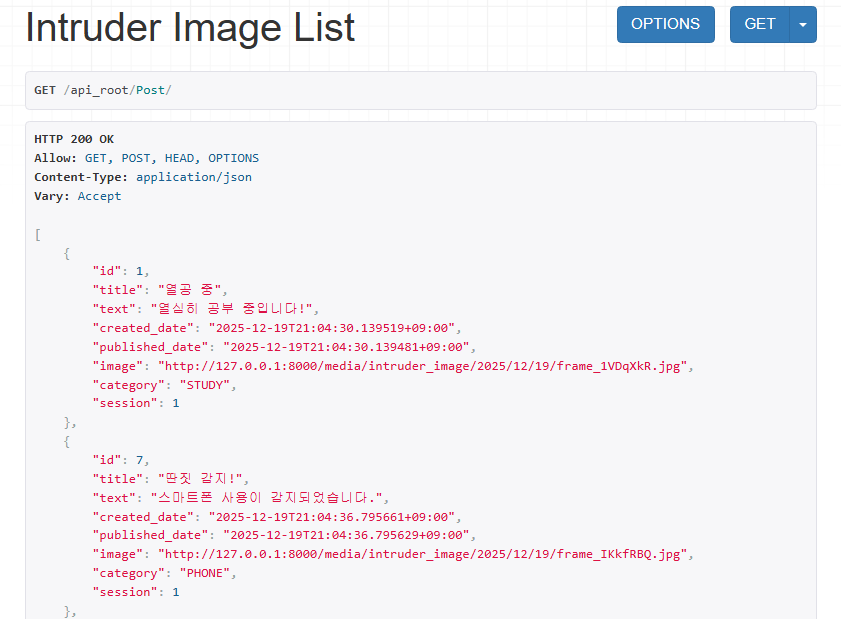 Intruder Image List
OPTIONS
GET
GET /api_root/Post/
HTTP 200 OK
Allow: GET, POST, HEAD, OPTIONS
Content-Type: application/json
Vary: Accept
[
{
"id": 1,
"title": "열공 중",
"text": "열심히 공부 중입니다!",
"created_date": "2025-12-19T21:04:30.139519+09:00",
"published_date": "2025-12-19T21:04:30.139481+09:00",
"image": "http://127.0.0.1:8000/media/intruder_image/2025/12/19/frame_1VDqXkR.jpg",
"category": "STUDY",
"session": 1
},
{
"id": 7,
"title": "딴짓 감지!",
"text": "스마트폰 사용이 감지되었습니다.",
"created_date": "2025-12-19T21:04:36.795661+09:00",
"published_date": "2025-12-19T21:04:36.795629+09:00",
"image": "http://127.0.0.1:8000/media/intruder_image/2025/12/19/frame_IKkfRBQ.jpg",
"category": "PHONE",
"session": 1
},